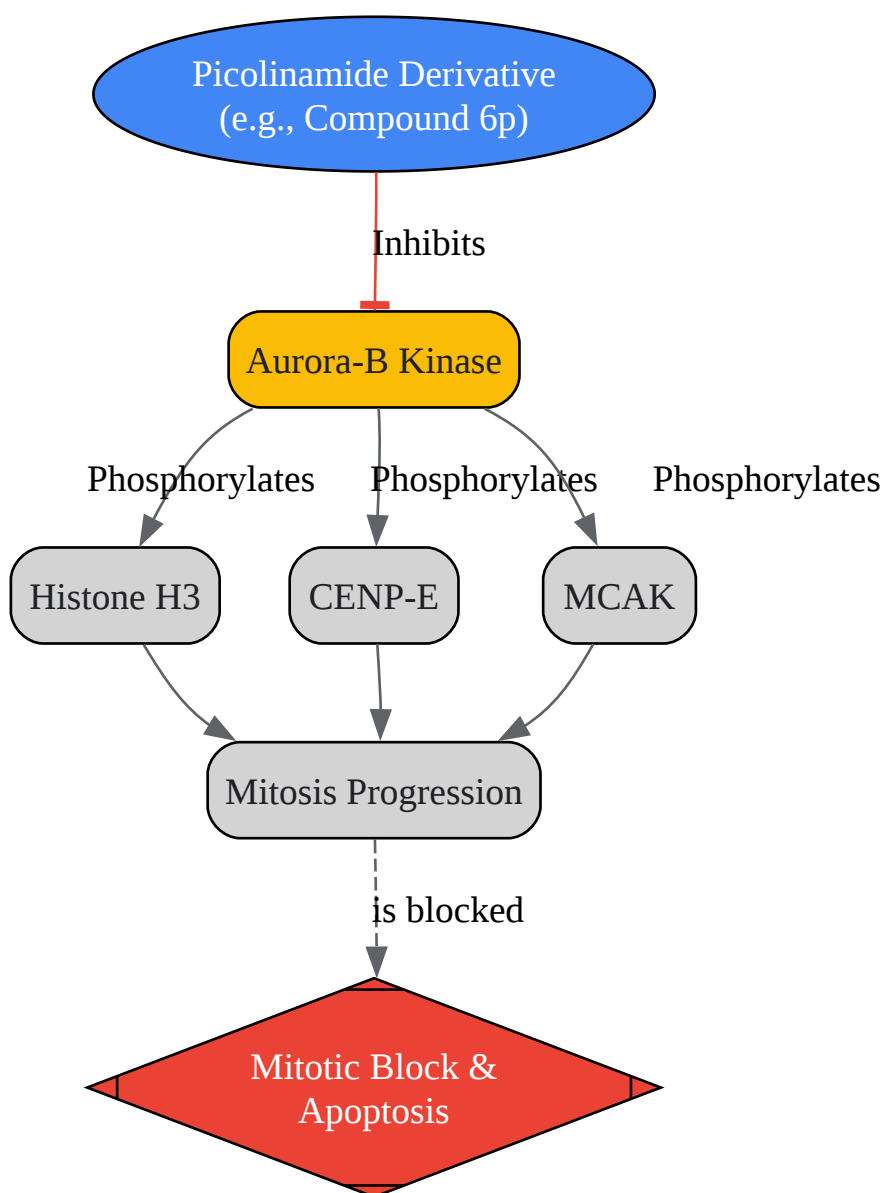 Picolinamide Derivative
(e.g., Compound 6p)
Inhibits
Aurora-B Kinase
Phosphorylates
Phosphorylates
Phosphorylates
Histone H3
CENP-E
MCAK
Mitosis Progression
is blocked
Mitotic Block &
Apoptosis